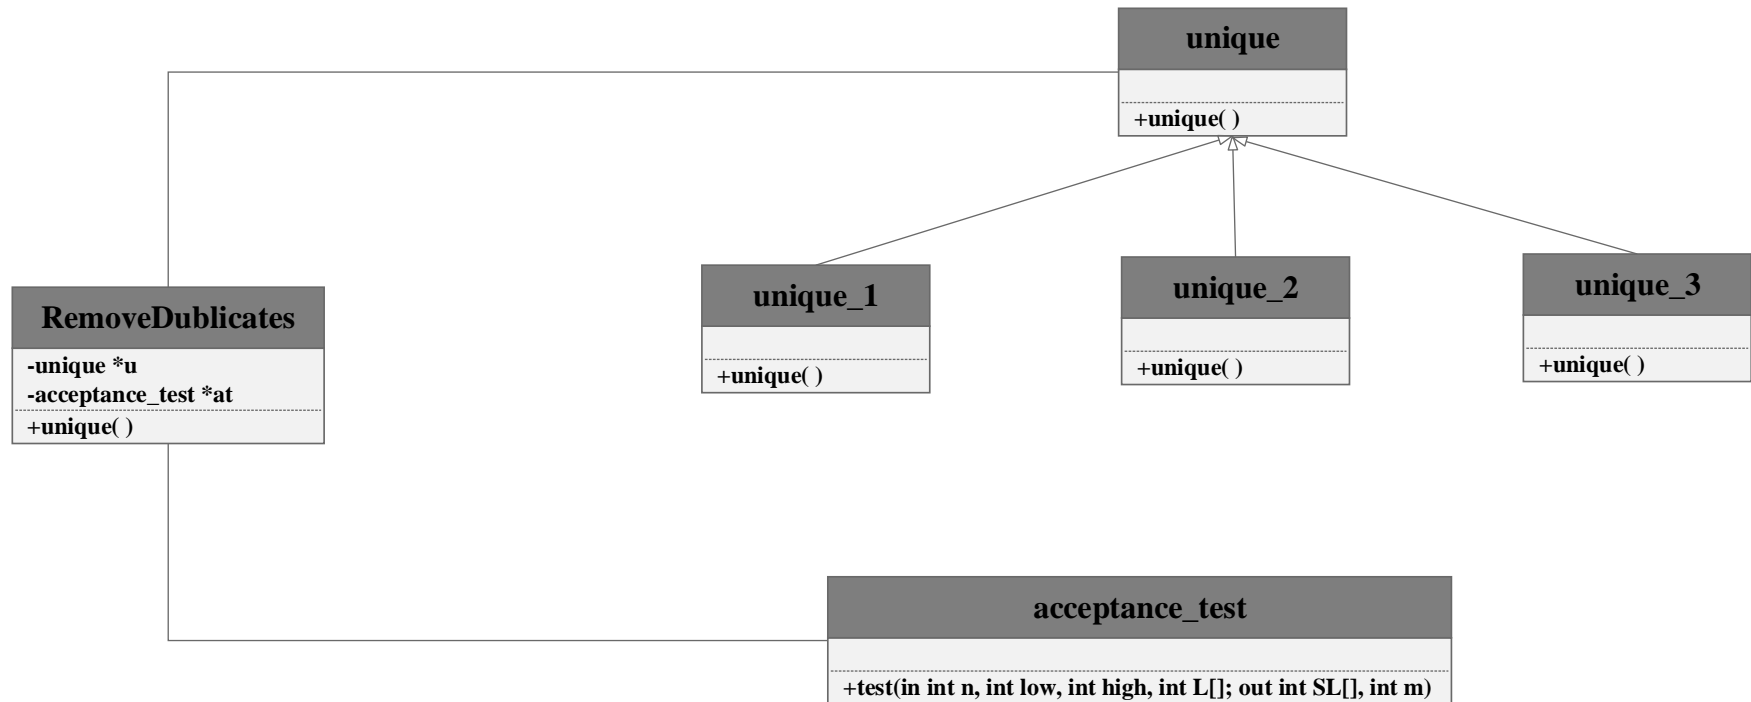 unique
+unique( )
unique_1
+unique( )
unique_2
+unique( )
unique_3
+unique( )
RemoveDublicates
-unique *u
-acceptance_test *at
+unique( )
acceptance_test
+test(in int n, int low, int high, int L[]; out int SL[], int m)